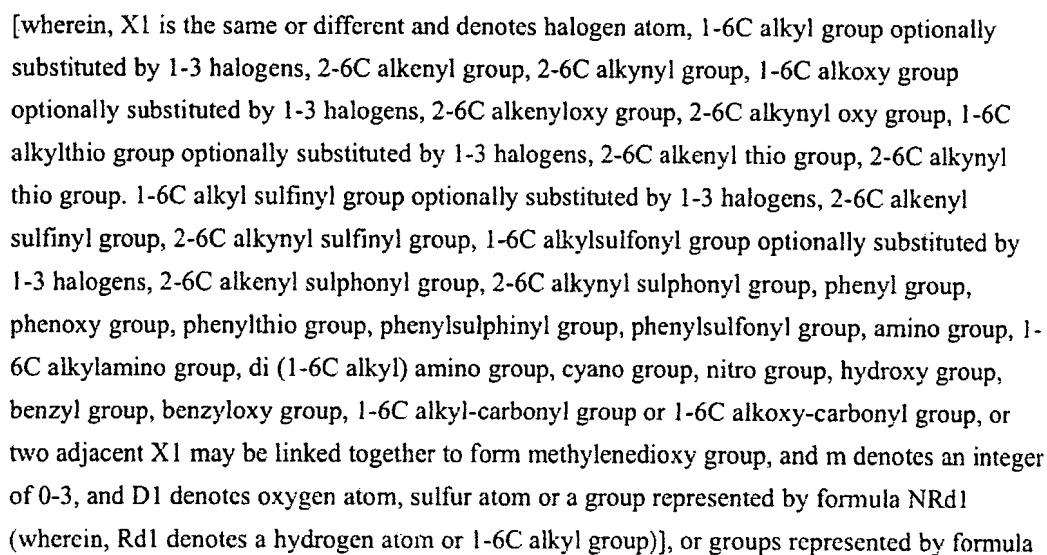 [wherein, X1 is the same or different and denotes halogen atom, 1-6C alkyl group optionally
substituted by 1-3 halogens, 2-6C alkenyl group, 2-6C alkynyl group, 1-6C alkoxy group
optionally substituted by 1-3 halogens, 2-6C alkenyloxy group, 2-6C alkynyl oxy group, 1-6C
alkylthio group optionally substituted by 1-3 halogens, 2-6C alkenyl thio group, 2-6C alkynyl
thio group. 1-6C alkyl sulfinyl group optionally substituted by 1-3 halogens, 2-6C alkenyl
sulfinyl group, 2-6C alkynyl sulfinyl group, 1-6C alkylsulfonyl group optionally substituted by
1-3 halogens, 2-6C alkenyl sulphonyl group, 2-6C alkynyl sulphonyl group, phenyl group,
phenoxy group, phenylthio group, phenylsulphinyl group, phenylsulfonyl group, amino group, 1-
6C alkylamino group, di (1-6C alkyl) amino group, cyano group, nitro group, hydroxy group,
benzyl group, benzyloxy group, 1-6C alkyl-carbonyl group or 1-6C alkoxy-carbonyl group, or
two adjacent X1 may be linked together to form methylenedioxy group, and m denotes an integer
of 0-3, and D1 denotes oxygen atom, sulfur atom or a group represented by formula NRd1
(wherein, Rd1 denotes a hydrogen atom or 1-6C alkyl group)], or groups represented by formula